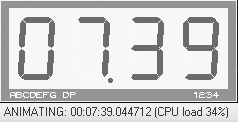 07.39
ABCDEFG DP 1234
ANIMATING: 00:07:39.044712 (CPU load 34%)